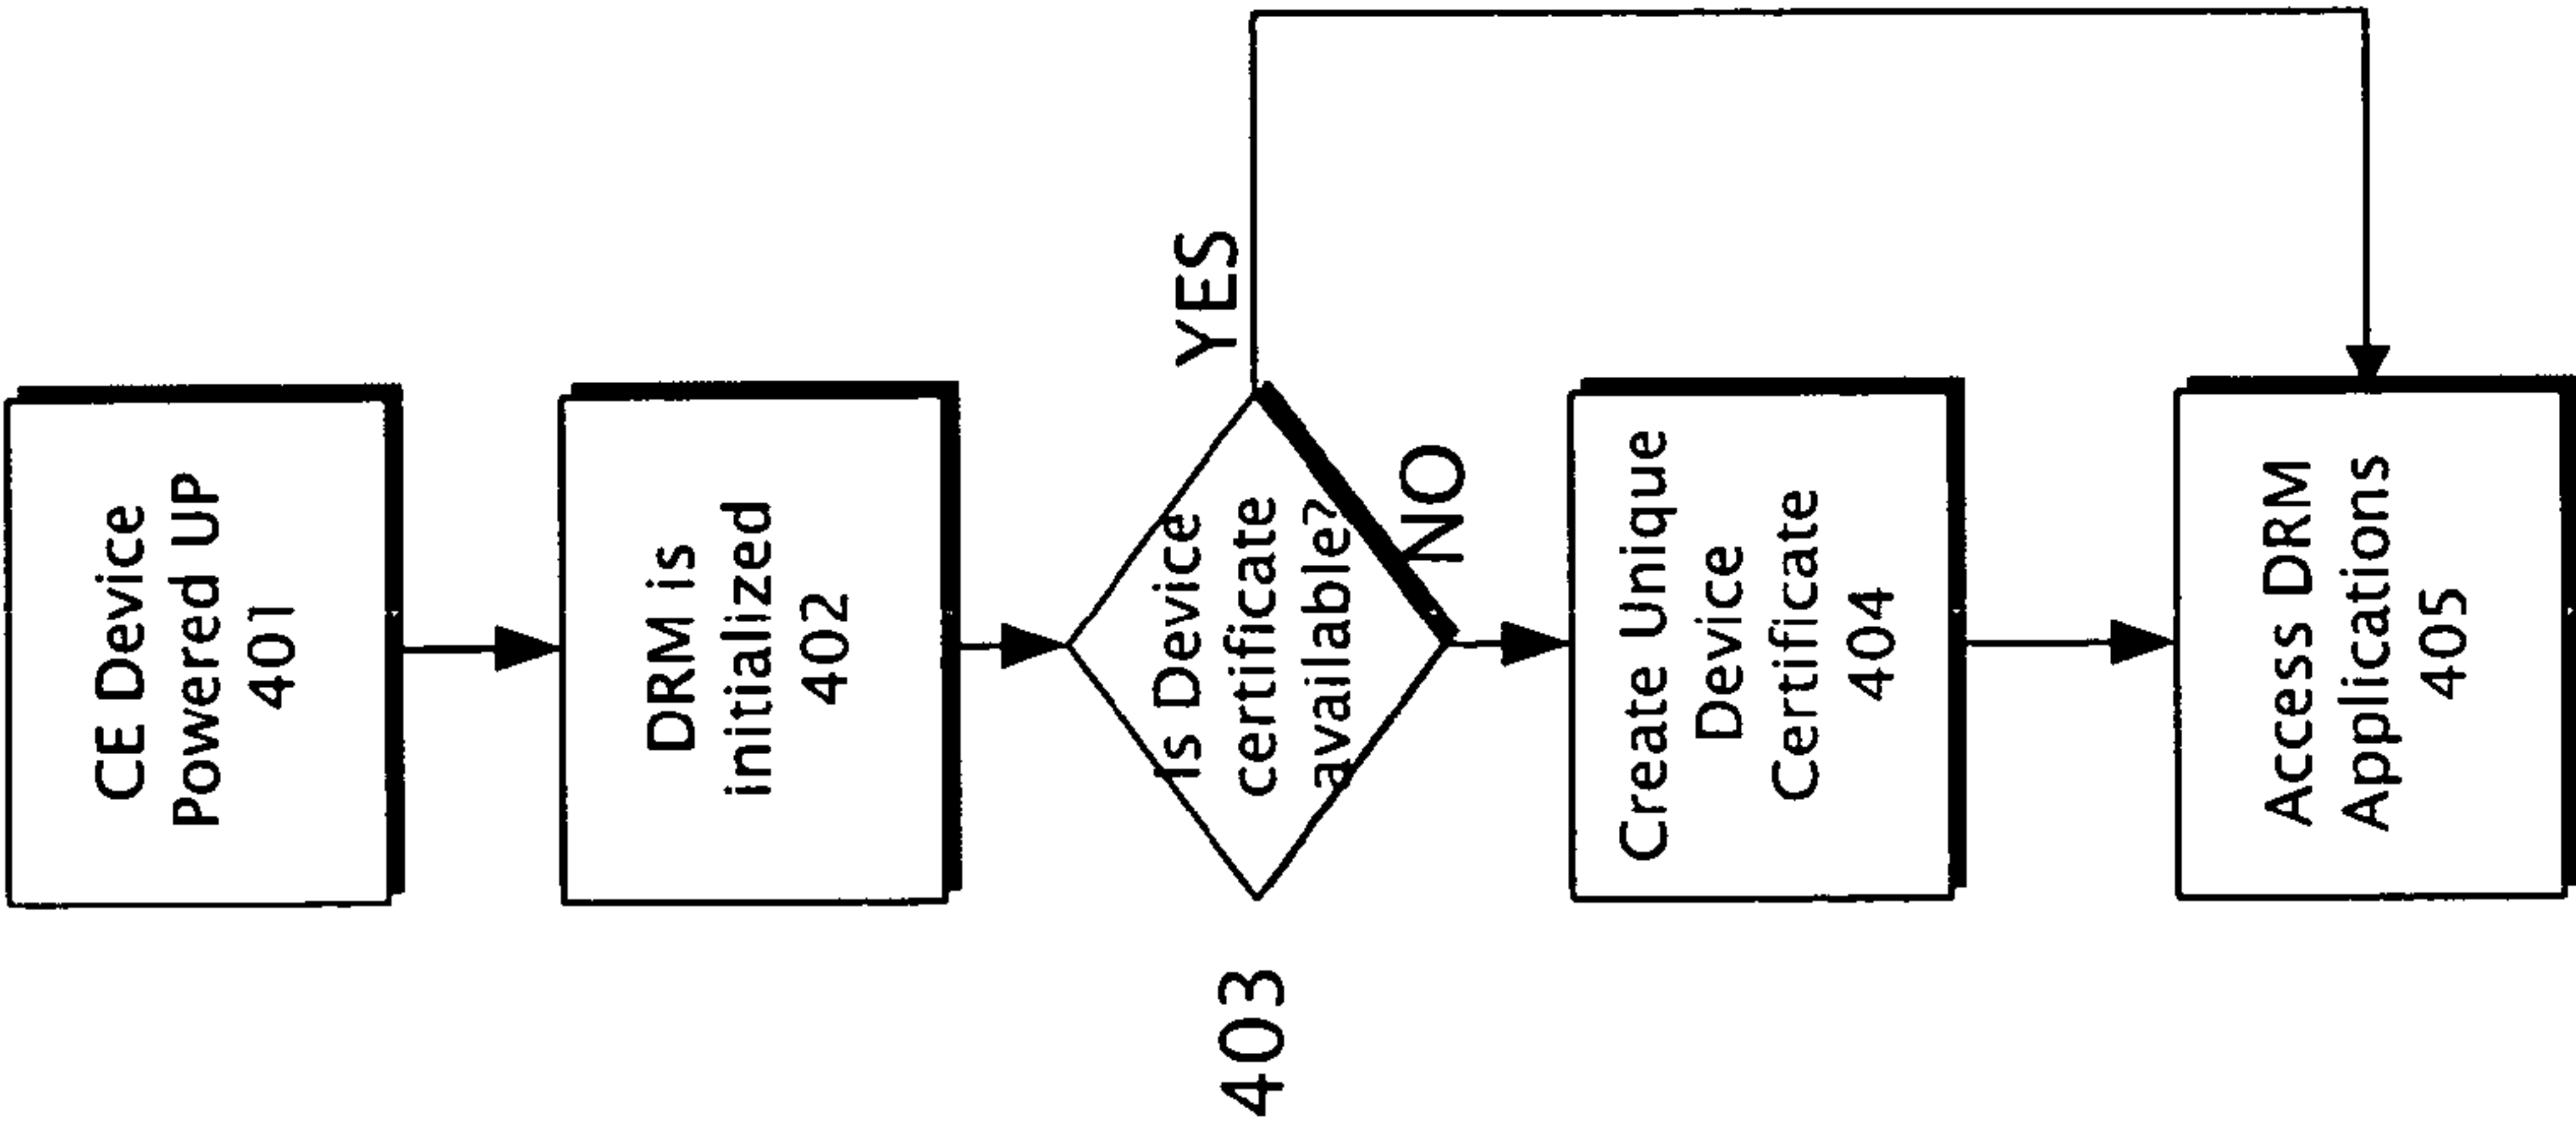 CE Device
Powered UP
401
DRM is
initialized
402
403
Is Device
certificate
available?
YES
NO
Create Unique
Device
Certificate
404
Access DRM
Applications
405